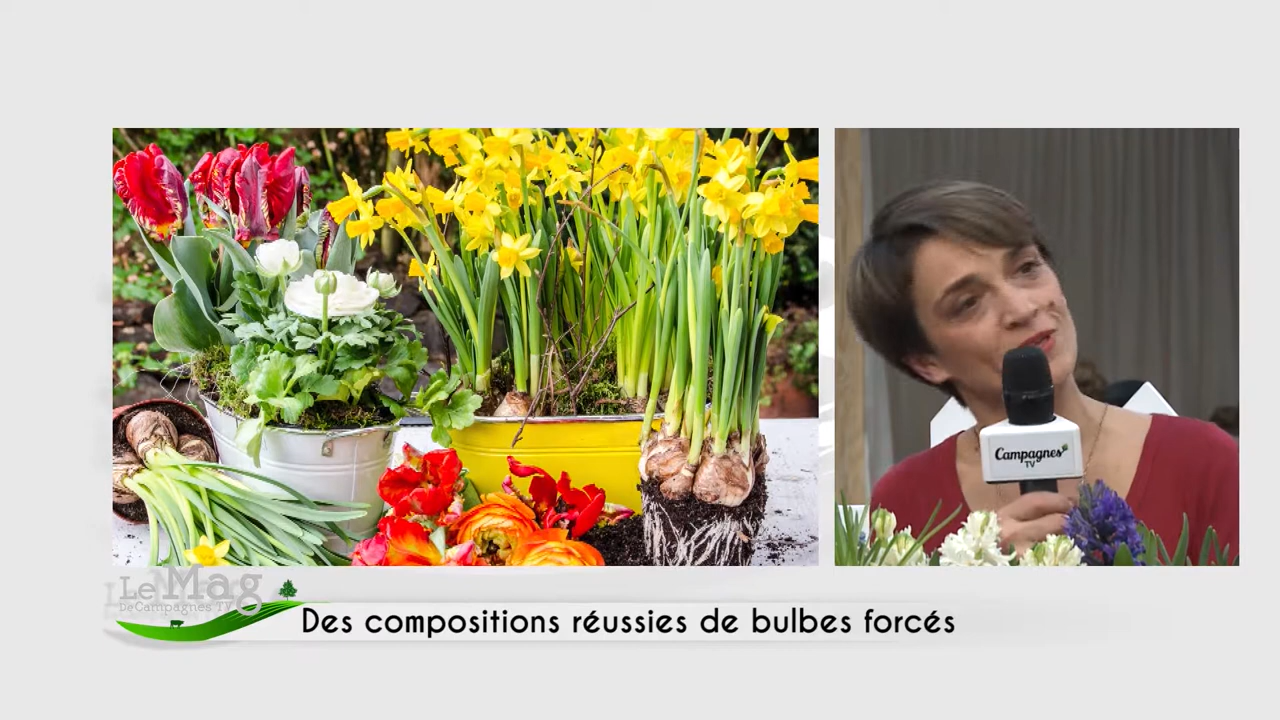 Campagnes
TV
Le Mag
De Campagnes TV
Des compositions réussies de bulbes forcés